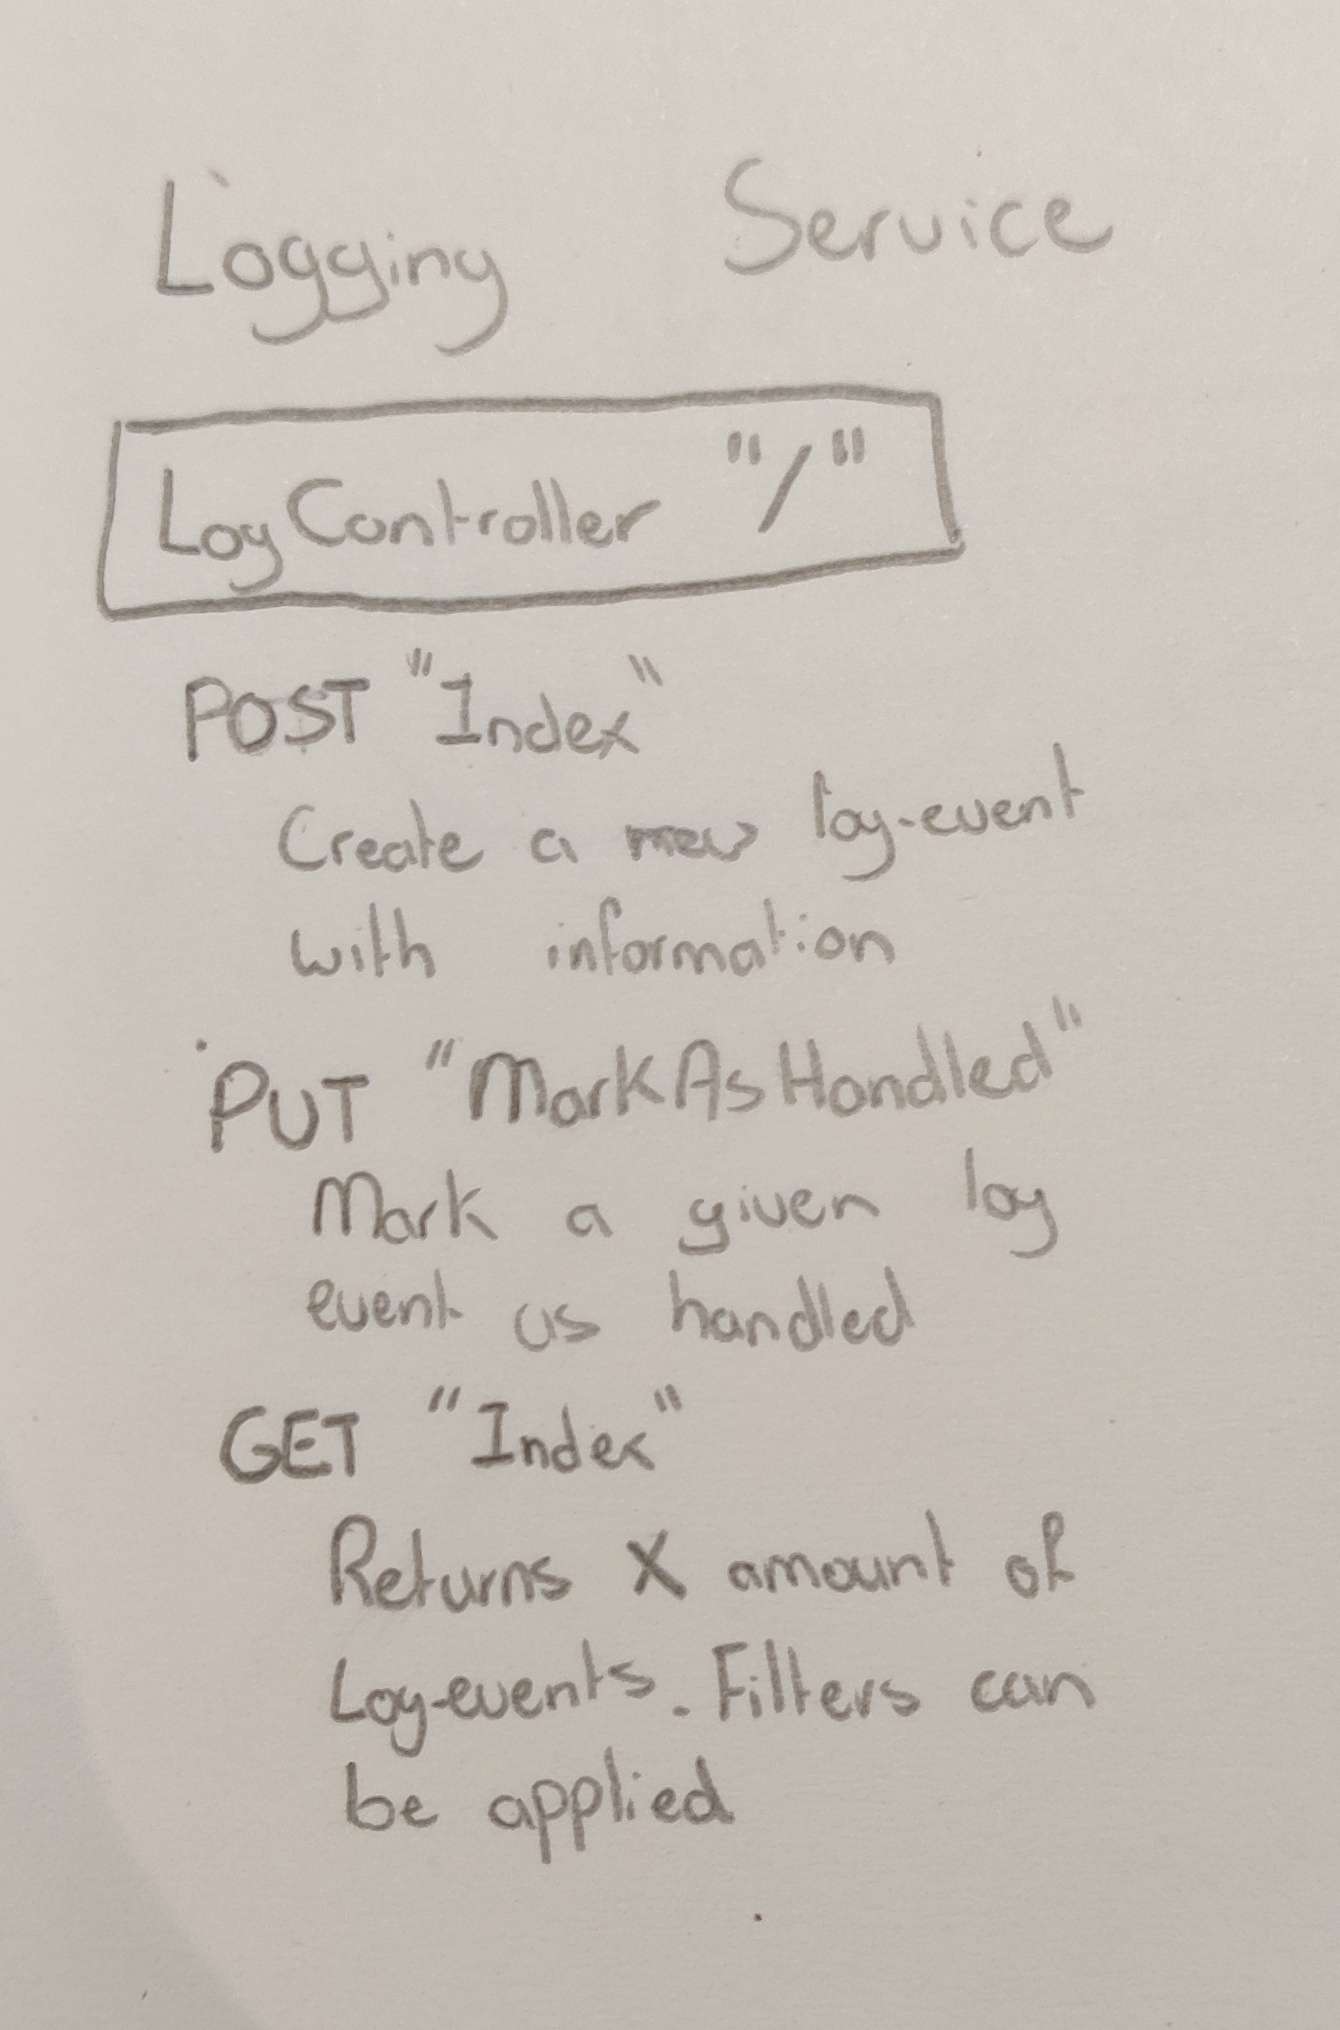 Logging Service
LogController "/"
POST "Index"
Create a new log-event
with information
PUT "MarkAsHandled"
Mark a given log
event as handled
GET "Index"
Returns X amount of
Log-events. Filters can
be applied